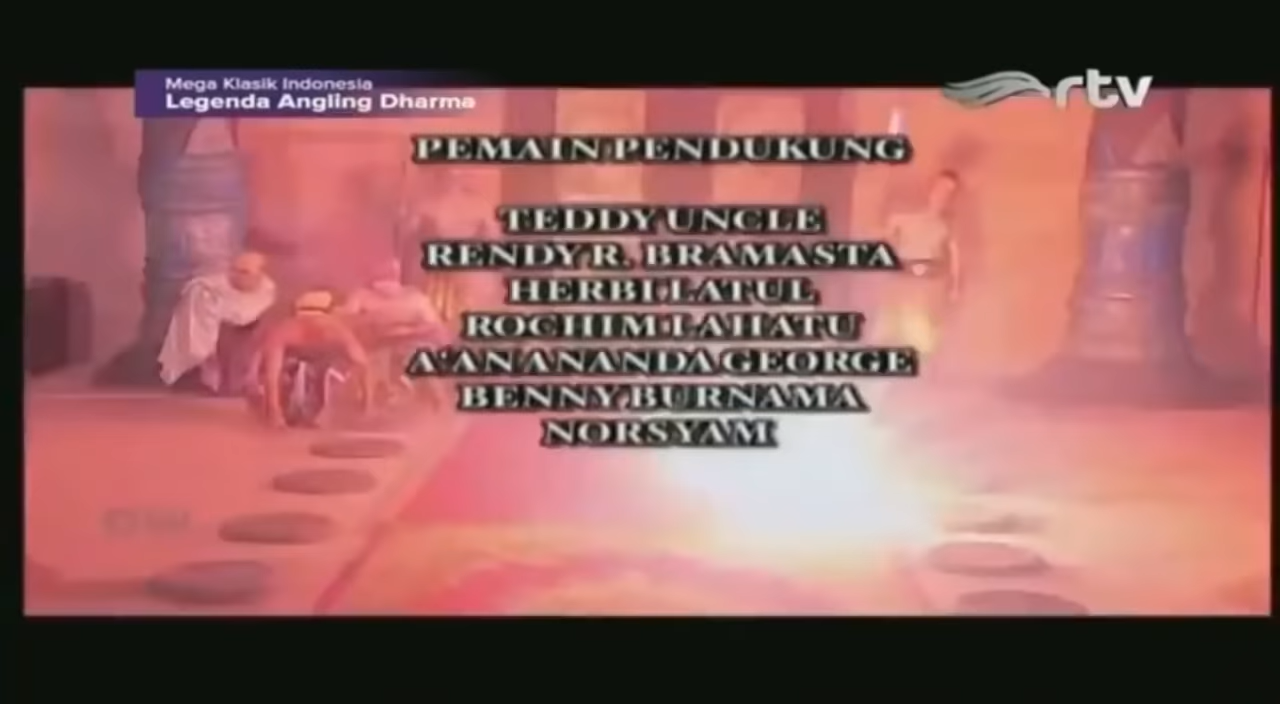 Mega Klasik Indonesia
Legenda Angling Dharma
rtv
PEMAIN PENDUKUNG
TEDDY UNCLE
RENDY R. BRAMASTA
HERBI LATUL
ROCHIM LAHATU
A'AN ANANDA GEORGE
BENNY BURNAMA
NORSYAM